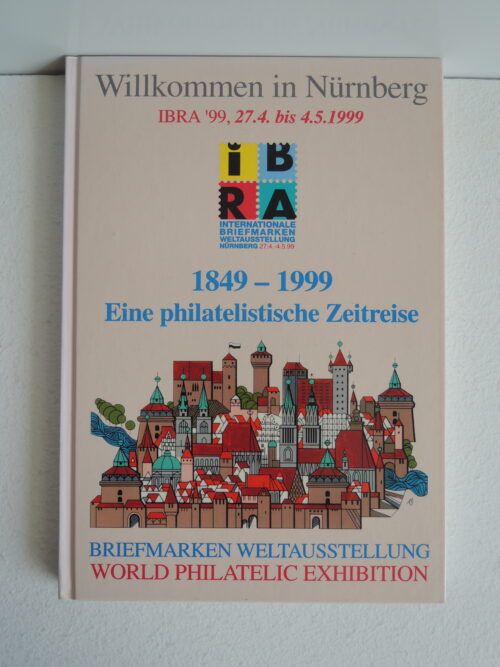 Willkommen in Nürnberg
IBRA '99, 27.4. bis 4.5.1999
iB
RA
INTERNATIONALE
BRIEFMARKEN
WELTAUSSTELLUNG
NÜRNBERG 27.4.-4.5.99
1849 – 1999
Eine philatelistische Zeitreise
BRIEFMARKEN WELTAUSSTELLUNG
WORLD PHILATELIC EXHIBITION